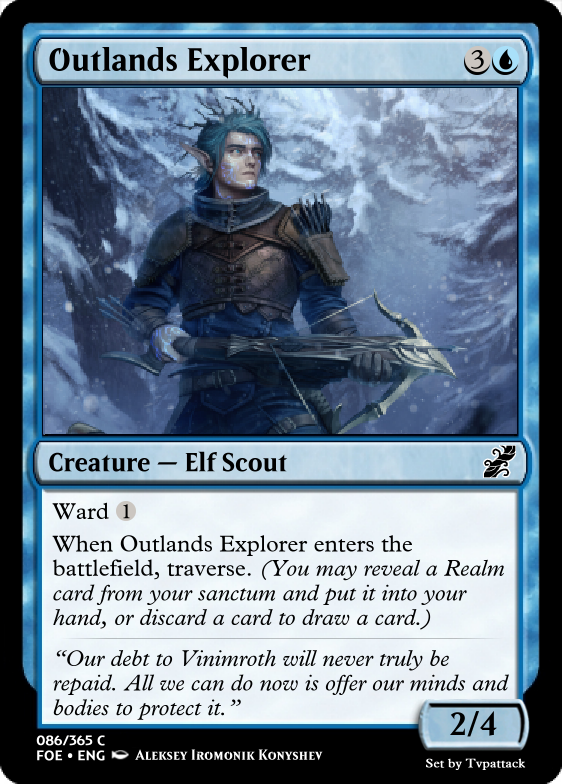 Outlands Explorer 3
Creature — Elf Scout
Ward 1
When Outlands Explorer enters the
battlefield, traverse. (You may reveal a Realm
card from your sanctum and put it into your
hand, or discard a card to draw a card.)
“Our debt to Vinimroth will never truly be
repaid. All we can do now is offer our minds and
bodies to protect it.”
2/4
086/365 C
FOE • ENG Aleksey Iromonik Konyshev
Set by Tvpattack